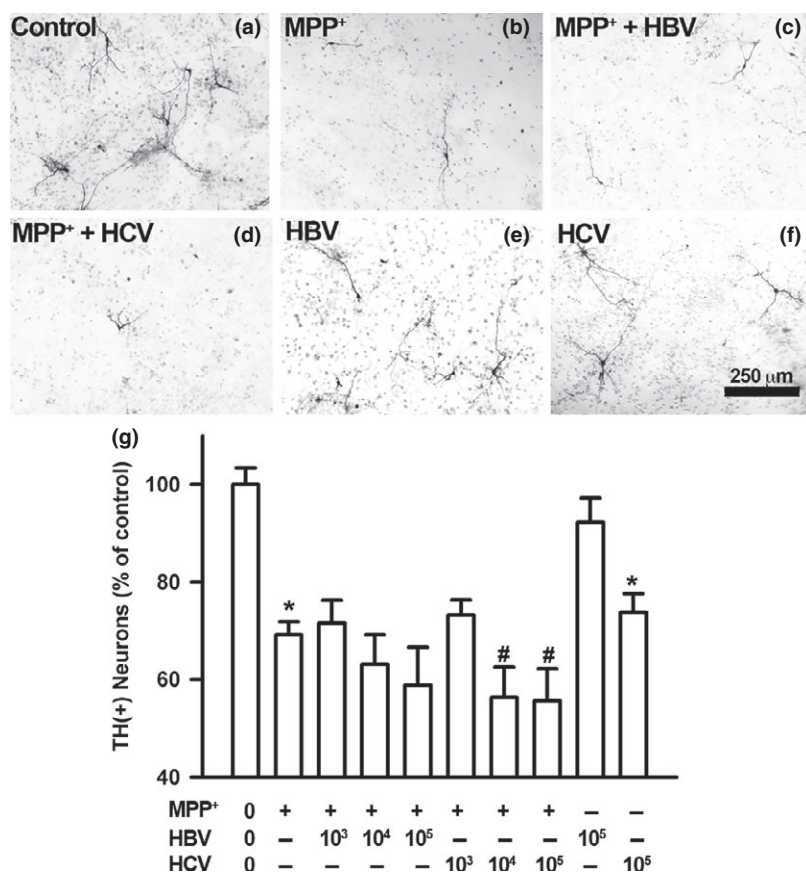 Control (a)
MPP⁺ (b)
MPP⁺ + HBV (c)
MPP⁺ + HCV (d)
HBV (e)
HCV (f)
250 μm
(g)
TH(+) Neurons (% of control)
100
80
60
40
*
#
#
*
MPP⁺ 0 + + + + + + + – –
HBV 0 – 10³ 10⁴ 10⁵ – – – 10⁵ –
HCV 0 – – – – 10³ 10⁴ 10⁵ – 10⁵